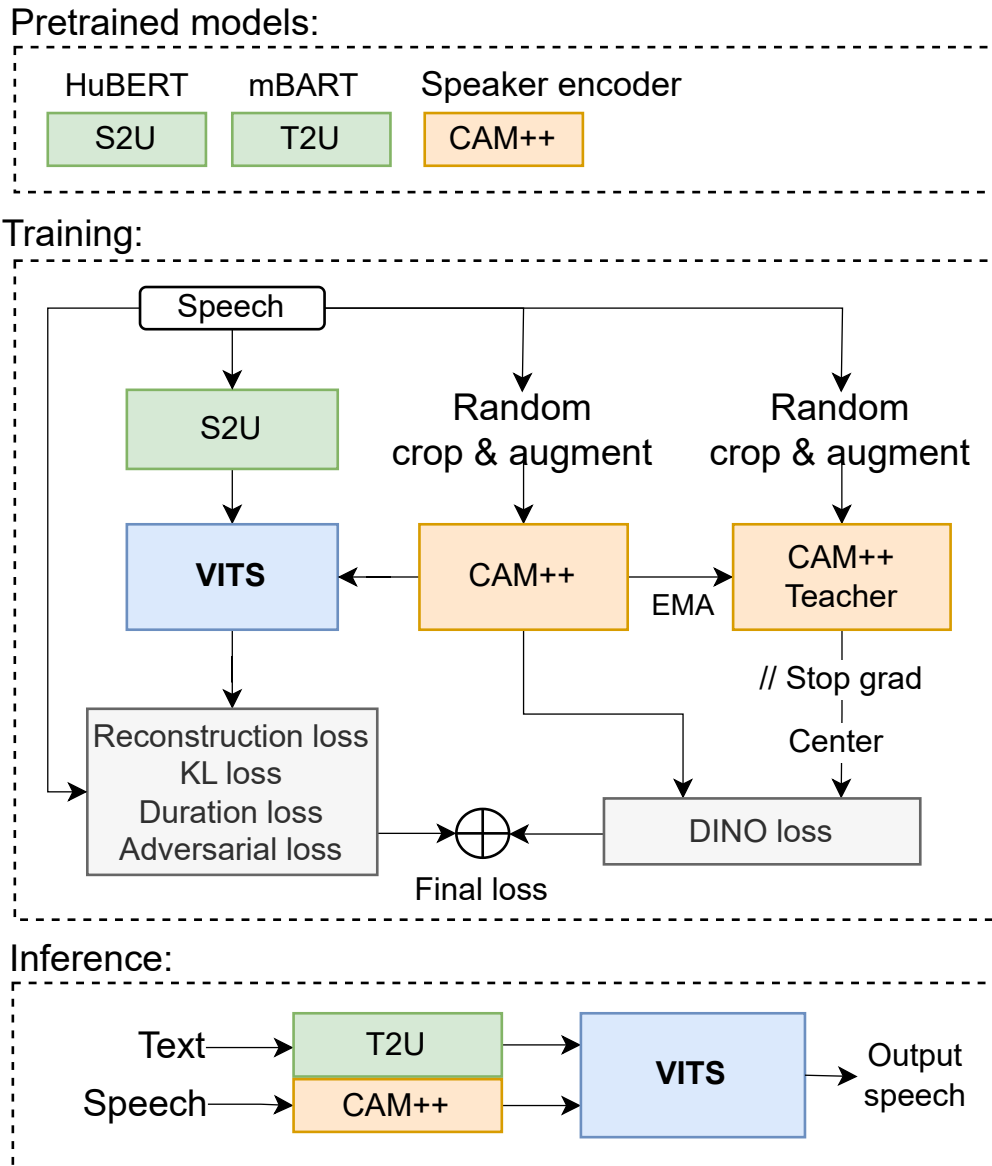 Pretrained models:
HuBERT
mBART
Speaker encoder
S2U
T2U
CAM++
Training:
Speech
S2U
Random
crop & augment
Random
crop & augment
VITS
CAM++
EMA
CAM++
Teacher
// Stop grad
Center
Reconstruction loss
KL loss
Duration loss
Adversarial loss
Final loss
DINO loss
Inference:
Text
T2U
Speech
CAM++
VITS
Output
speech